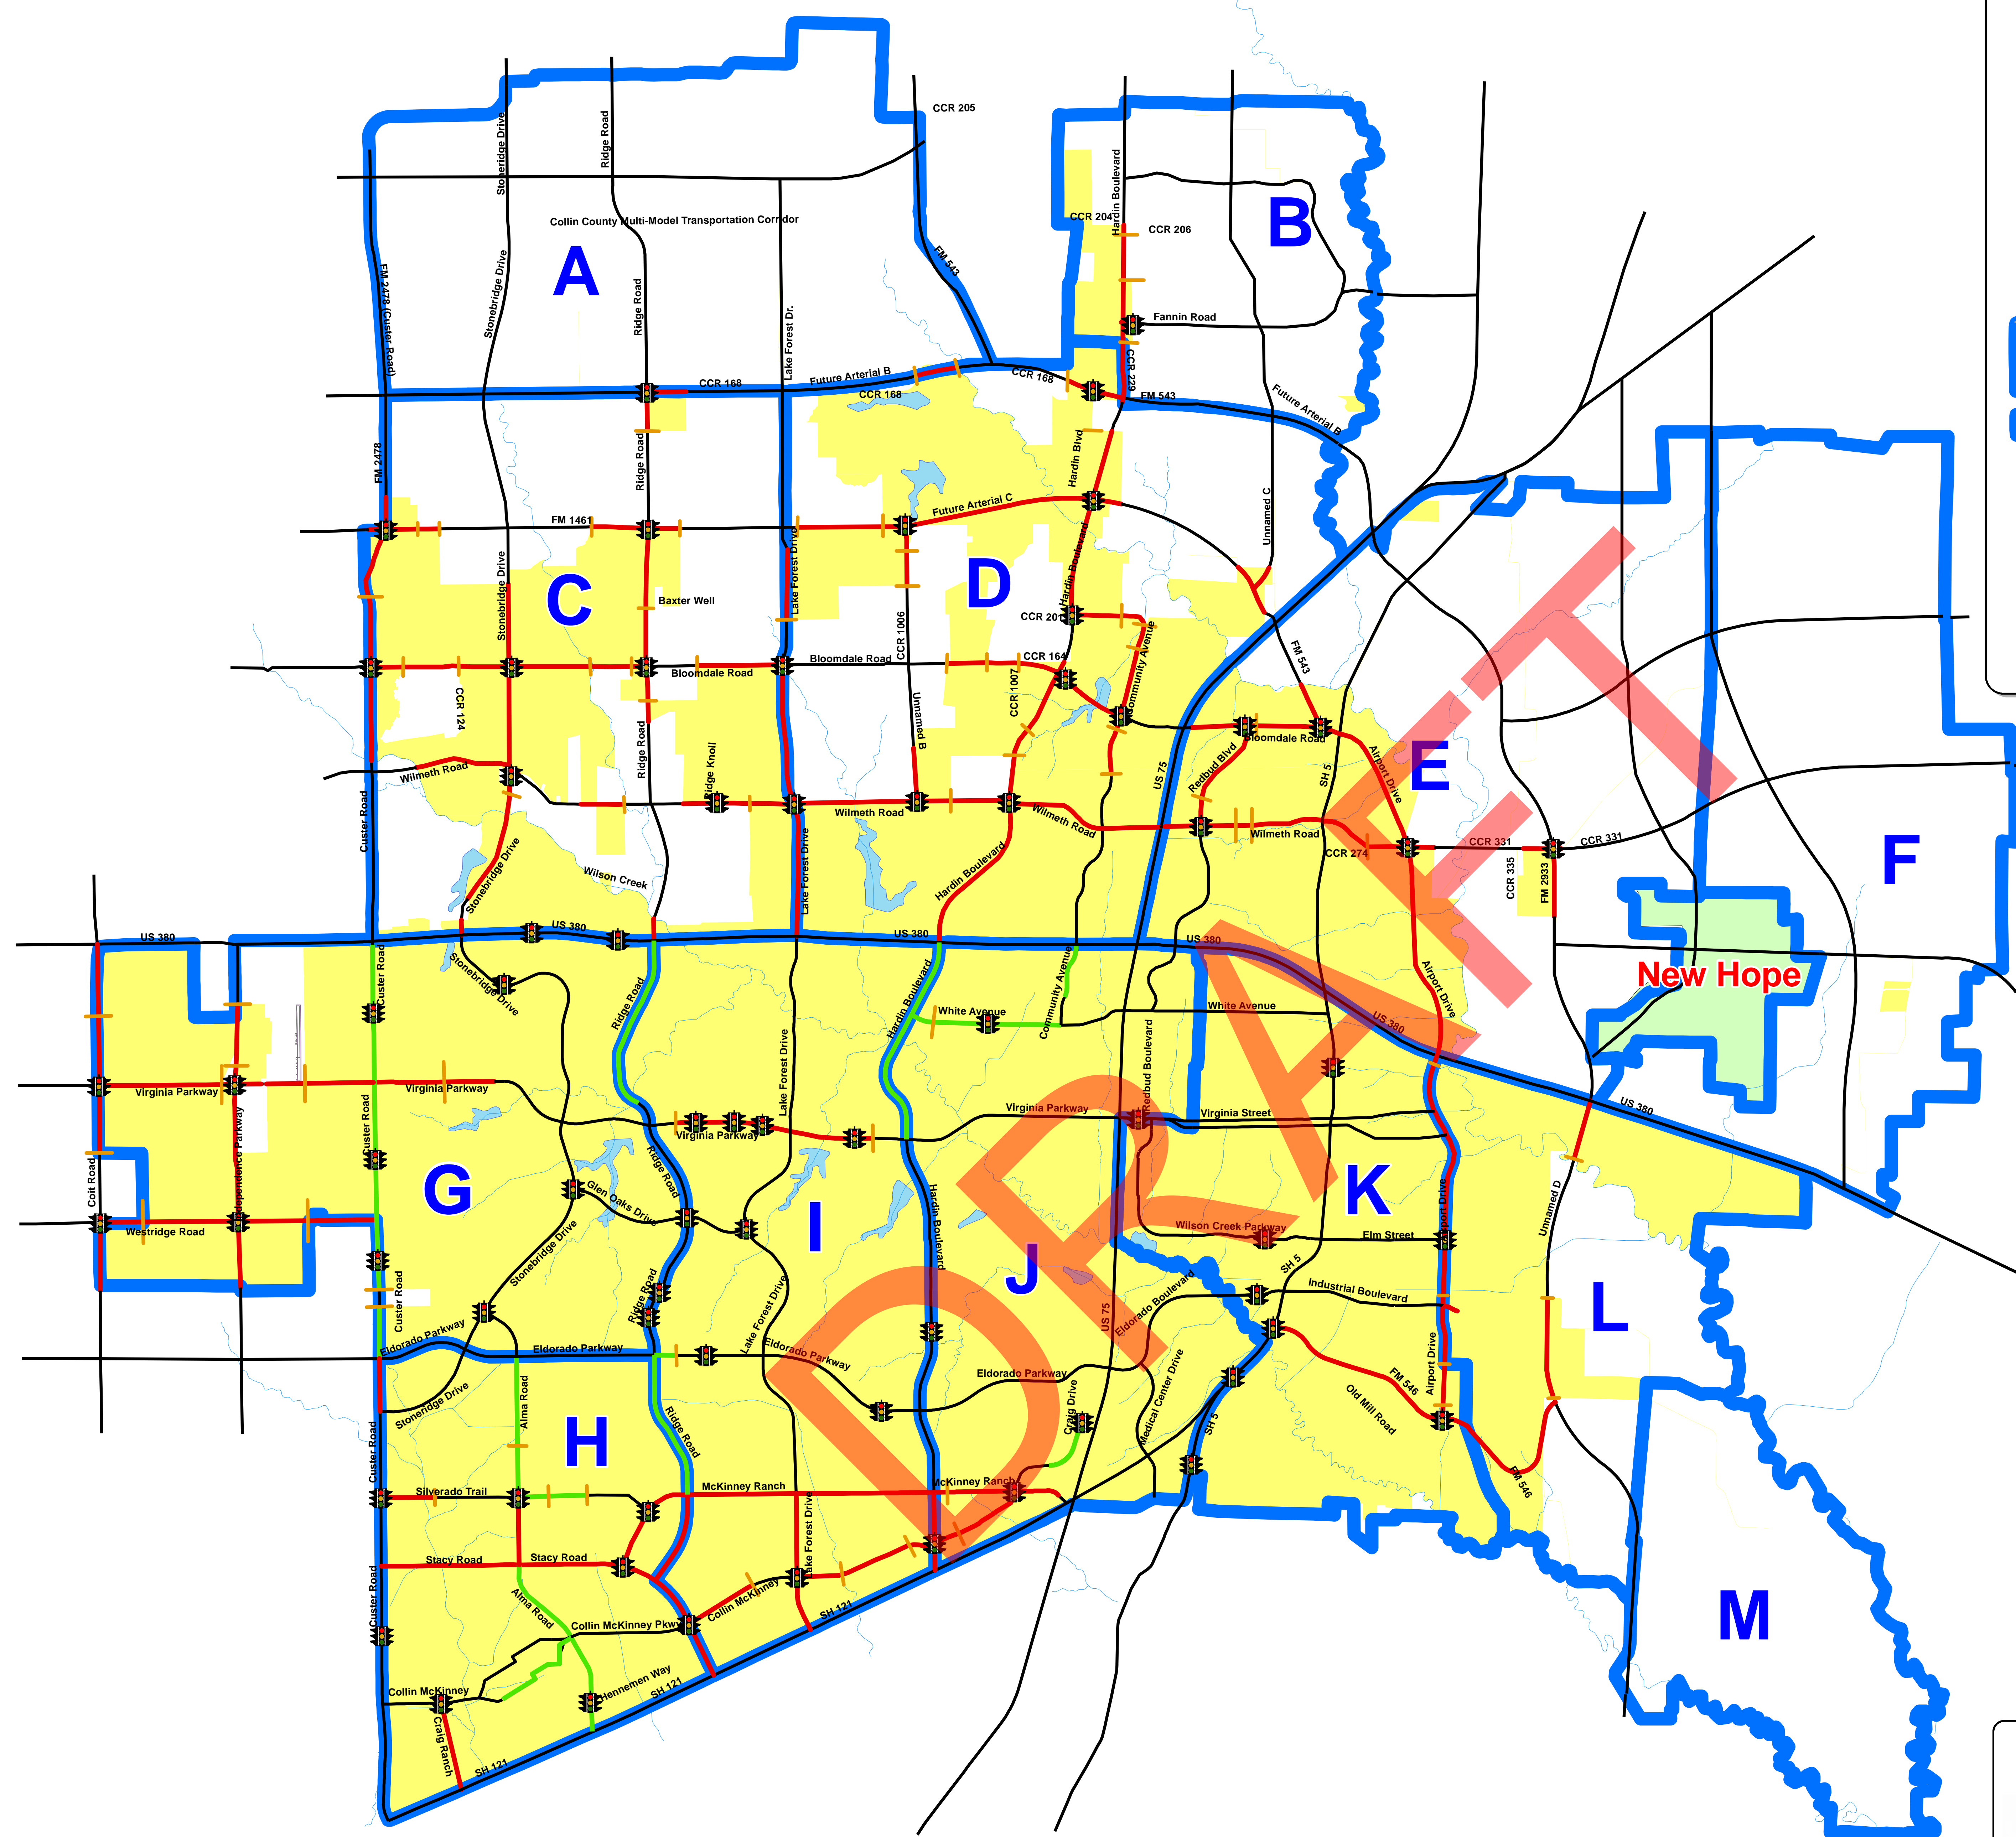 CCR 205
Stoneridge Drive
Ridge Road
Hardin Boulevard
Collin County Multi-Model Transportation Corridor
CCR 204
CCR 206
B
A
FM 543
FM 2478 (Custer Road)
Stonebridge Drive
Ridge Road
Lake Forest Dr.
Fannin Road
CCR 229
CCR 168
Future Arterial B
CCR 168
CCR 168
FM 543
Future Arterial B
FM 2478
Ridge Road
Hardin Blvd
FM 1461
Future Arterial C
Unnamed C
Stonebridge Drive
Lake Forest Drive
Hardin Boulevard
C
D
Baxter Well
CCR 201
CCR 1006
Community Avenue
Bloomdale Road
Bloomdale Road
CCR 164
FM 543
CCR 124
CCR 1007
Unnamed B
Ridge Road
Ridge Knoll
Bloomdale Road
Wilmeth Road
US 75
Redbud Blvd
SH 5
Airport Drive
E
Custer Road
Wilmeth Road
Wilmeth Road
Wilmeth Road
CCR 274
CCR 331
CCR 331
CCR 335
FM 2933
F
Stonebridge Drive
Wilson Creek
Lake Forest Drive
Hardin Boulevard
US 380
US 380
US 380
US 380
New Hope
Custer Road
Stonebridge Drive
Ridge Road
Hardin Boulevard
White Avenue
Community Avenue
White Avenue
Airport Drive
US 380
Virginia Parkway
Virginia Parkway
Lake Forest Drive
Redbud Boulevard
US 380
Independence Parkway
Custer Road
Virginia Parkway
Virginia Parkway
Virginia Street
Coit Road
Ridge Road
G
Glen Oaks Drive
I
Hardin Boulevard
K
Airport Drive
Unnamed D
Westridge Road
Stonebridge Drive
Wilson Creek Parkway
Elm Street
J
SH 5
Custer Road
Ridge Road
Lake Forest Drive
US 75
Eldorado Boulevard
Industrial Boulevard
L
Eldorado Parkway
Eldorado Parkway
Eldorado Parkway
Eldorado Parkway
Airport Drive
Stoneridge Drive
Alma Road
Craig Drive
Medical Center Drive
FM 546
Old Mill Road
H
Ridge Road
SH 5
Custer Road
Silverado Trail
McKinney Ranch
McKinney Ranch
FM 546
Stacy Road
Stacy Road
Lake Forest Drive
Custer Road
Alma Road
Collin McKinney Pkwy
Collin McKinney
SH 121
M
Collin McKinney
Hennemen Way
SH 121
Craig Ranch
SH 121
DRAFT